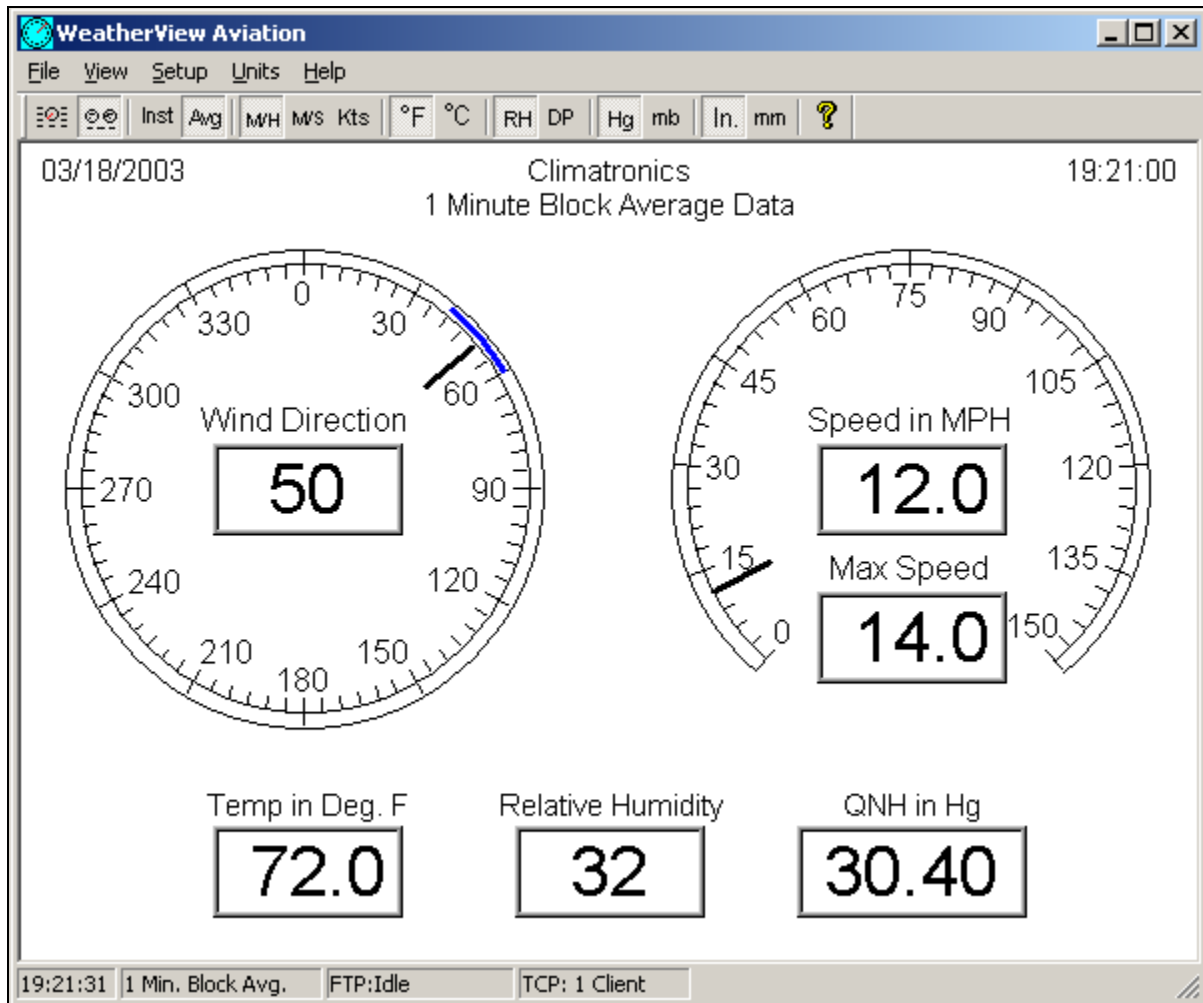 WeatherView Aviation
File View Setup Units Help
Inst Avg M/H M/S Kts °F °C RH DP Hg mb In. mm ?
03/18/2003 Climatronics 19:21:00
1 Minute Block Average Data
0
30
60
90
120
150
180
210
240
270
300
330
Wind Direction
50
0
15
30
45
60
75
90
105
120
135
150
Speed in MPH
12.0
Max Speed
14.0
Temp in Deg. F Relative Humidity QNH in Hg
72.0 32 30.40
19:21:31 1 Min. Block Avg. FTP:Idle TCP: 1 Client